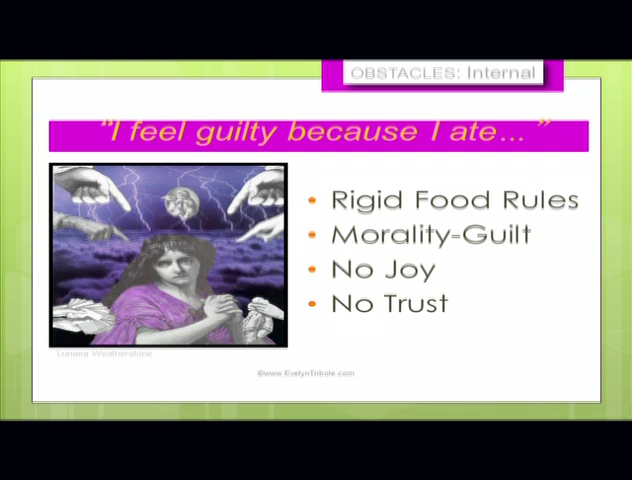 OBSTACLES: Internal
“I feel guilty because I ate... ”
• Rigid Food Rules
• Morality-Guilt
• No Joy
• No Trust
Lunaea Weatherstone
©www.EvelynTribole.com